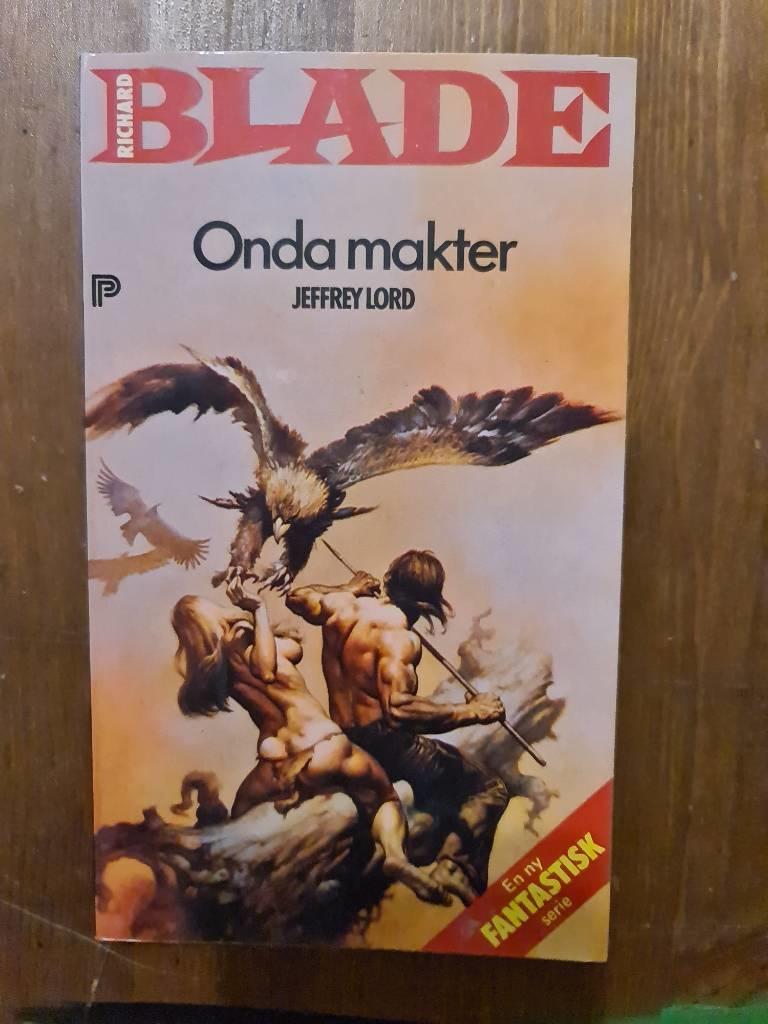 RICHARD
BLADE
Onda makter
JEFFREY LORD
P
En ny
FANTASTISK
serie